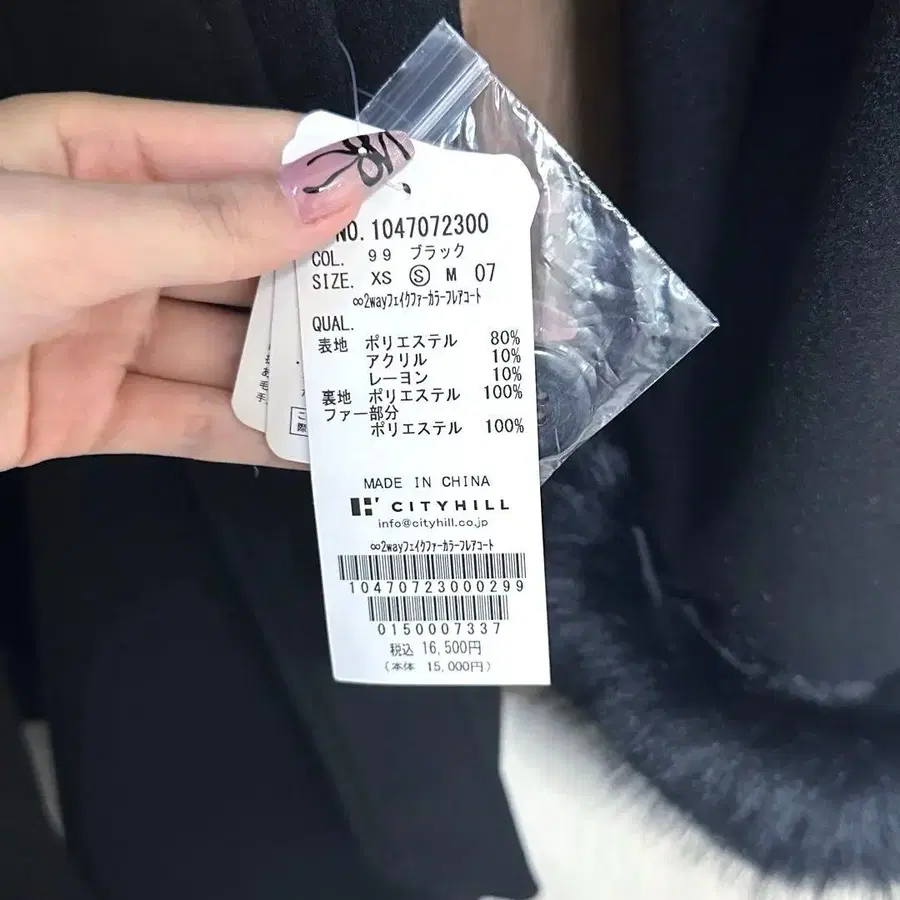 NO. 1047072300
COL. 99 ブラック
SIZE. XS Ⓢ M 07
∞2wayフェイクファーカラーフレアコート
QUAL.
表地 ポリエステル 80%
アクリル 10%
レーヨン 10%
裏地 ポリエステル 100%
ファー部分
ポリエステル 100%
MADE IN CHINA
CITYHILL
info@cityhill.co.jp
∞2wayフェイクファーカラーフレアコート
10470723000299
0150007337
税込 16,500円
(本体 15,000円)